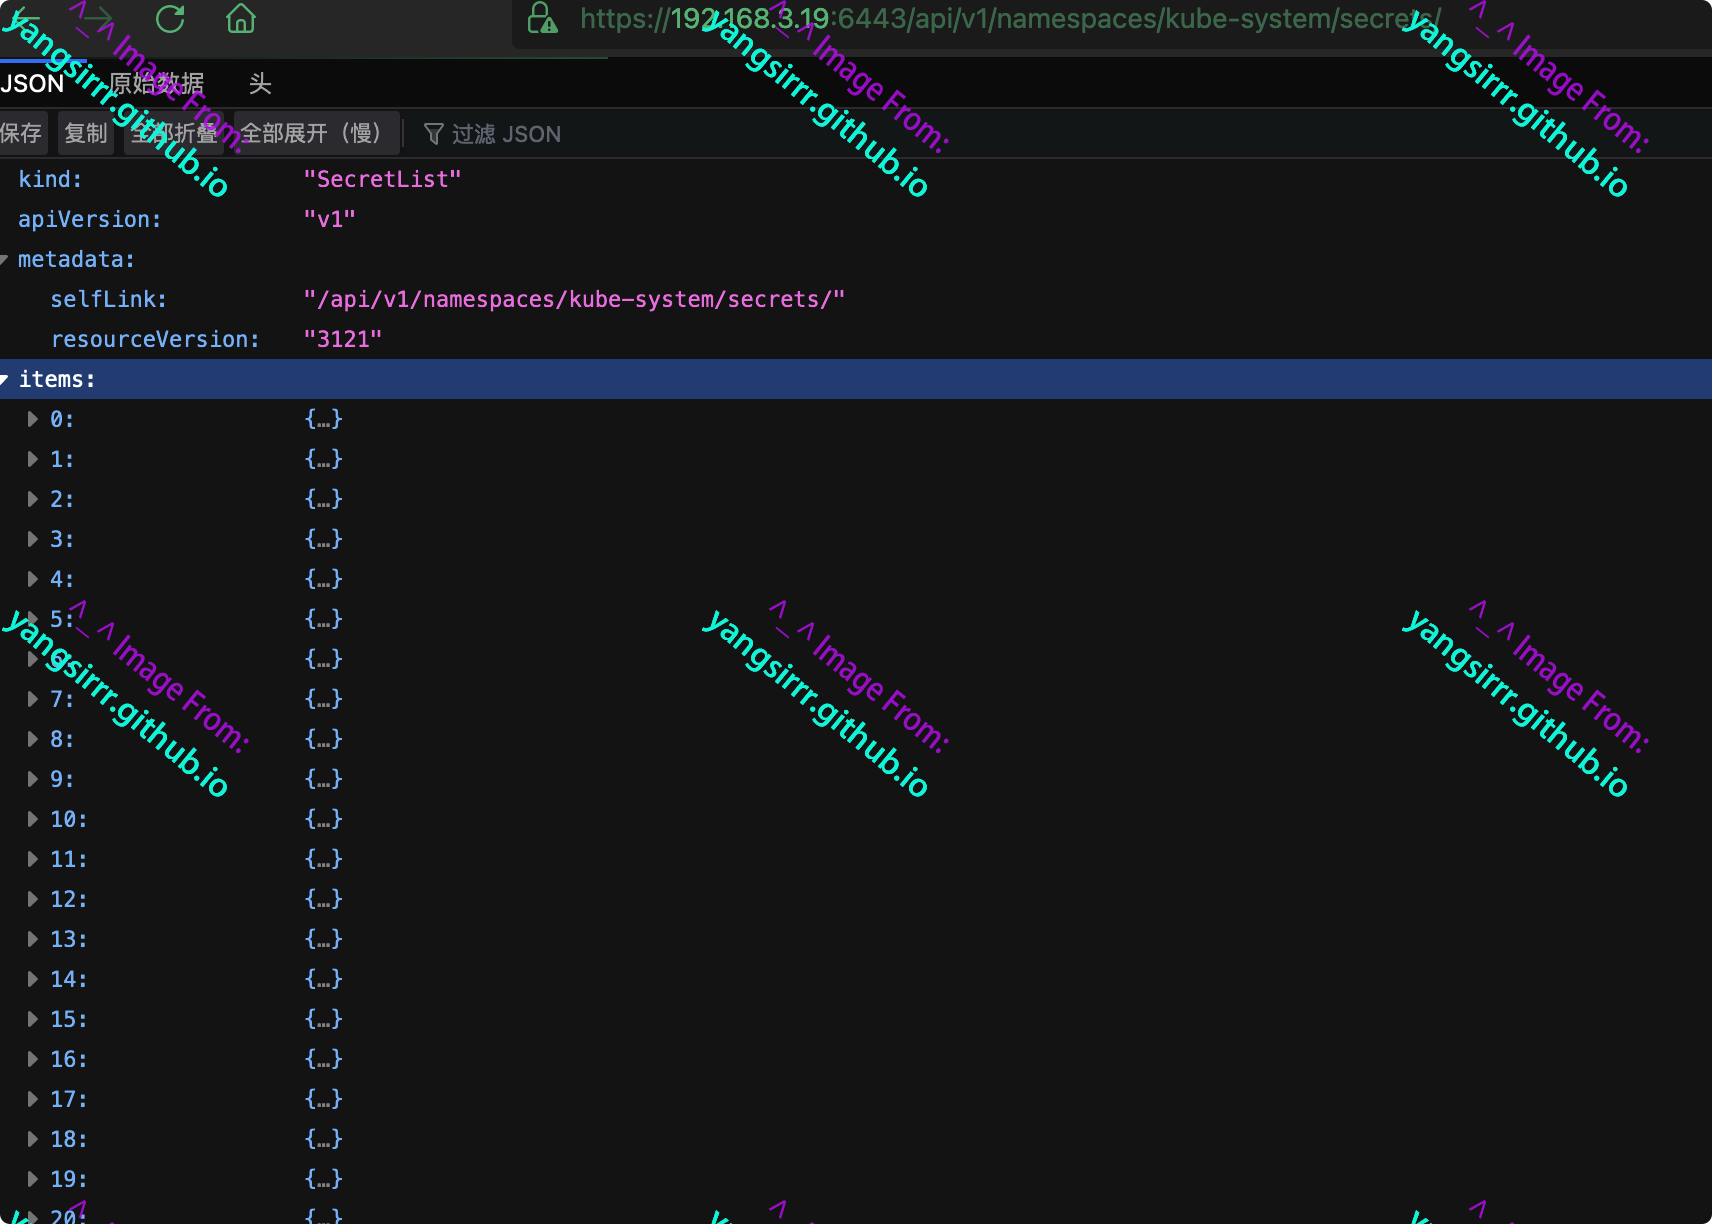 https://192.168.3.19:6443/api/v1/namespaces/kube-system/secrets/
JSON 原始数据 头
保存 复制 全部折叠 全部展开（慢） 过滤 JSON
kind: "SecretList"
apiVersion: "v1"
metadata:
selfLink: "/api/v1/namespaces/kube-system/secrets/"
resourceVersion: "3121"
items:
0: {…}
1: {…}
2: {…}
3: {…}
4: {…}
5: {…}
{…}
7: {…}
8: {…}
9: {…}
10: {…}
11: {…}
12: {…}
13: {…}
14: {…}
15: {…}
16: {…}
17: {…}
18: {…}
19: {…}
20: {…}
^_^ Image From:
yangsirrr.github.io
^_^ Image From:
yangsirrr.github.io
^_^ Image From:
yangsirrr.github.io
^_^ Image From:
yangsirrr.github.io
^_^ Image From:
yangsirrr.github.io
^_^ Image From:
yangsirrr.github.io